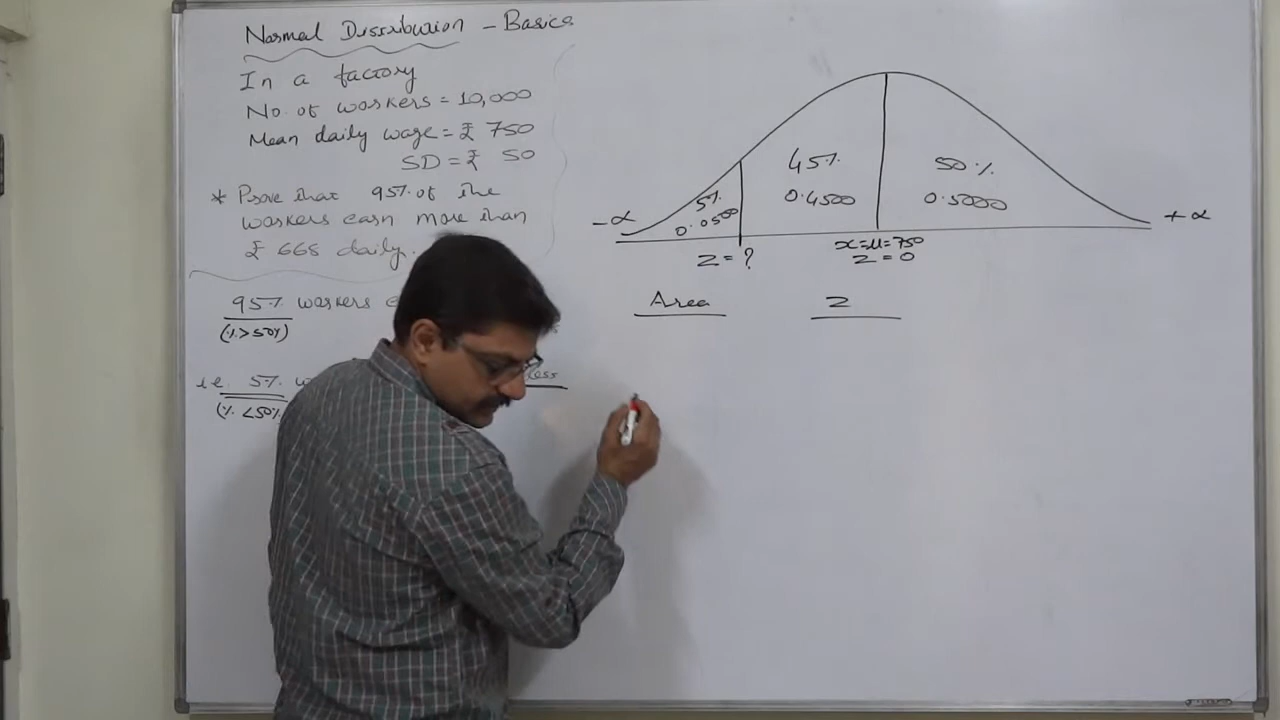 Normal Distribution - Basics
In a factory
No. of workers = 10,000
Mean daily wage = ₹ 750
SD = ₹ 50
* Prove that 95% of the
workers earn more than
₹ 668 daily.
95% workers
(% > 50%)
i.e. 5%
(% < 50%
less
-∝
5%
0.0500
45%
0.4500
50%
0.5000
+∝
Z = ?
x = μ = 750
Z = 0
Area Z